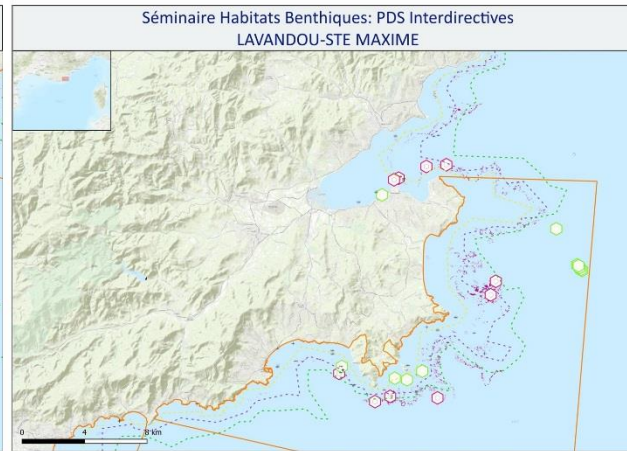 Séminaire Habitats Benthiques: PDS Interdirectives
LAVANDOU-STE MAXIME
0 4 8 km